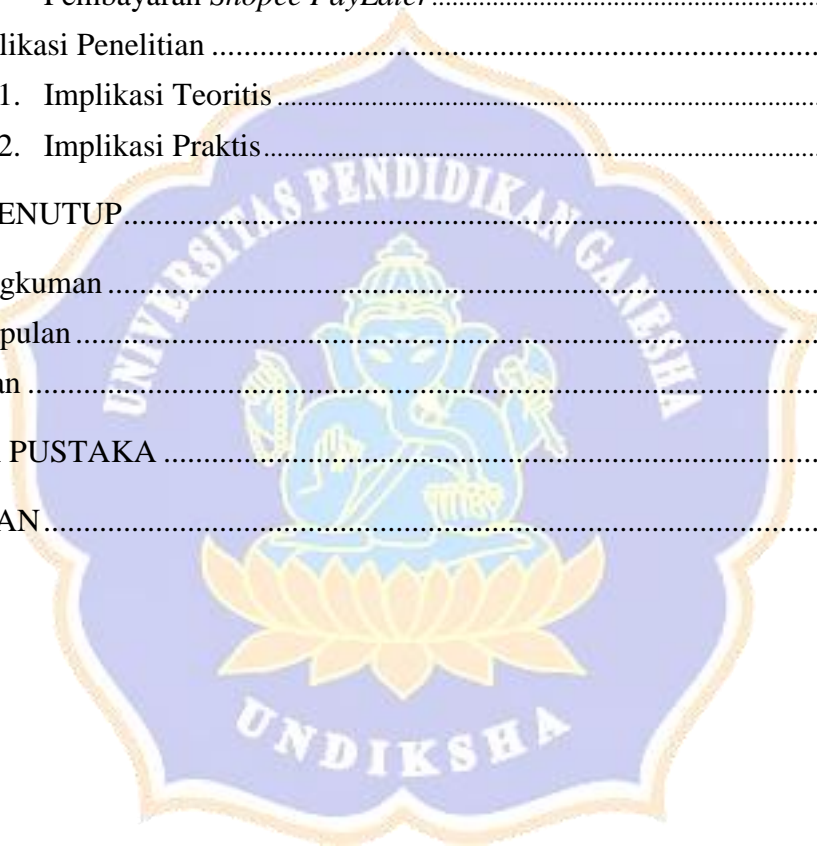 Pembayaran Shopee PayLater
likasi Penelitian ........................................................................
1. Implikasi Teoritis ........................................................................
2. Implikasi Praktis ........................................................................
ENUTUP ........................................................................
gkuman ........................................................................
pulan ........................................................................
an ........................................................................
PUSTAKA ........................................................................
AN ........................................................................
UNIVERSITAS PENDIDIKAN GANESHA
UNDIKSHA